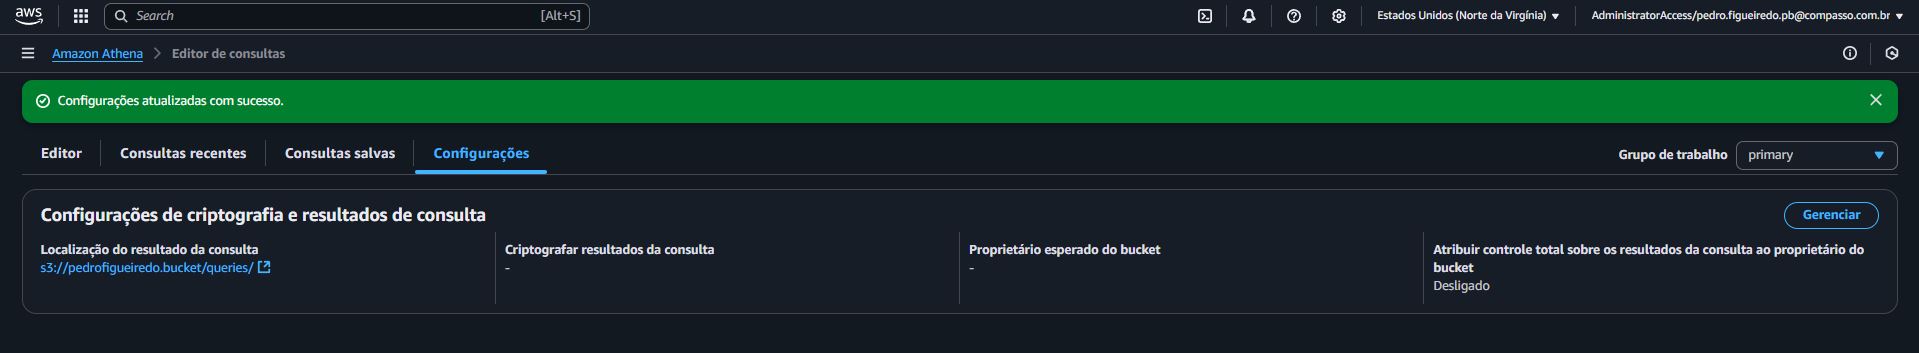 aws
Search
[Alt+S]
Estados Unidos (Norte da Virgínia)
AdministratorAccess/pedro.figueiredo.pb@compasso.com.br
Amazon Athena
Editor de consultas
Configurações atualizadas com sucesso.
Editor
Consultas recentes
Consultas salvas
Configurações
Grupo de trabalho
primary
Configurações de criptografia e resultados de consulta
Gerenciar
Localização do resultado da consulta
s3://pedrofigueiredo.bucket/queries/
Criptografar resultados da consulta
-
Proprietário esperado do bucket
-
Atribuir controle total sobre os resultados da consulta ao proprietário do
bucket
Desligado